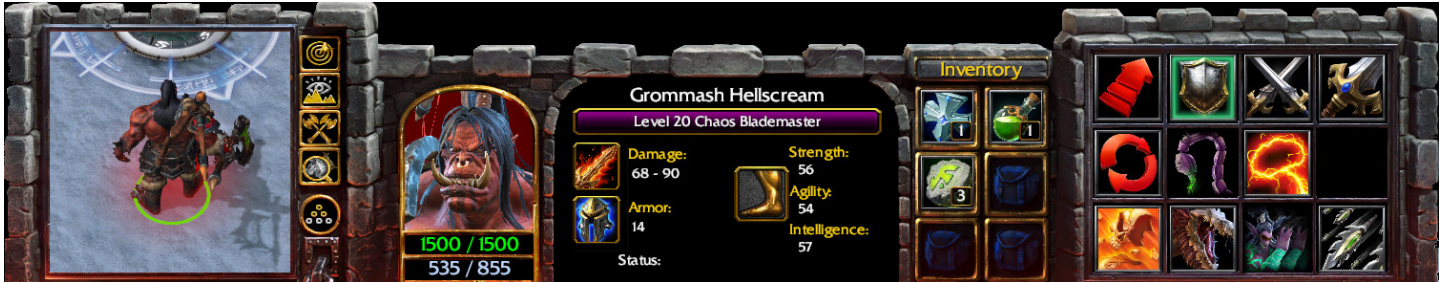 Grommash Hellscream
Level 20 Chaos Blademaster
Damage:
68 - 90
Armor:
14
Strength:
56
Agility:
54
Intelligence:
57
Status:
1500 / 1500
535 / 855
Inventory
1
1
3